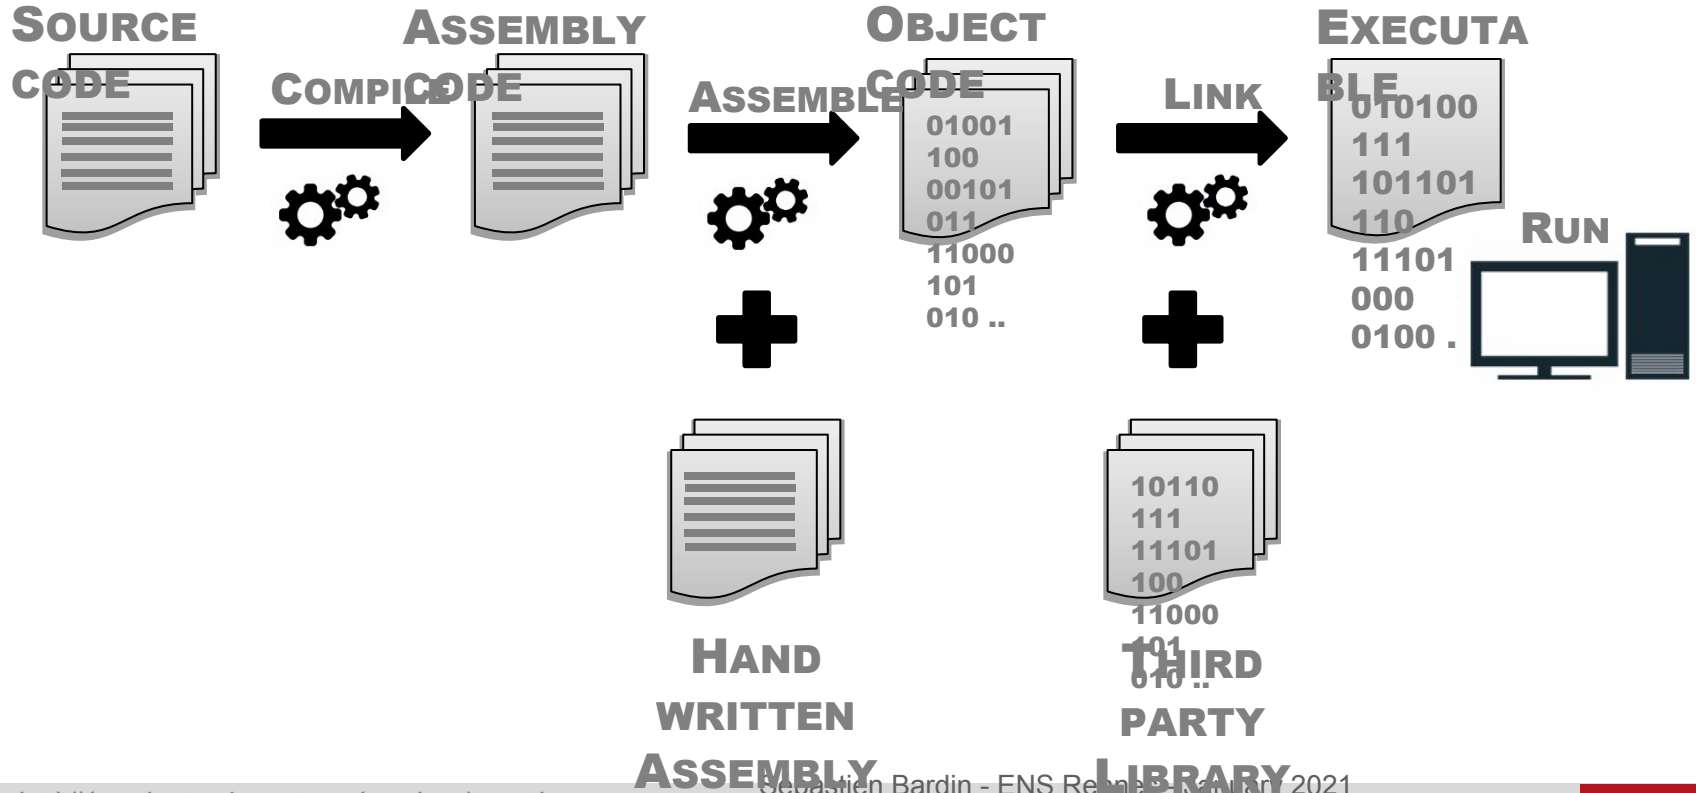 SOURCE
CODE
COMPILE
ASSEMBLY
CODE
ASSEMBLE
OBJECT
CODE
01001
100
00101
011
11000
101
010 ..
LINK
EXECUTA
BLE
010100
111
101101
110
11101
000
0100 .
RUN
HAND
WRITTEN
ASSEMBLY
10110
111
11101
100
11000
101
010 ..
THIRD
PARTY
LIBRARY
Sébastien Bardin - ENS Rennes - January 2021